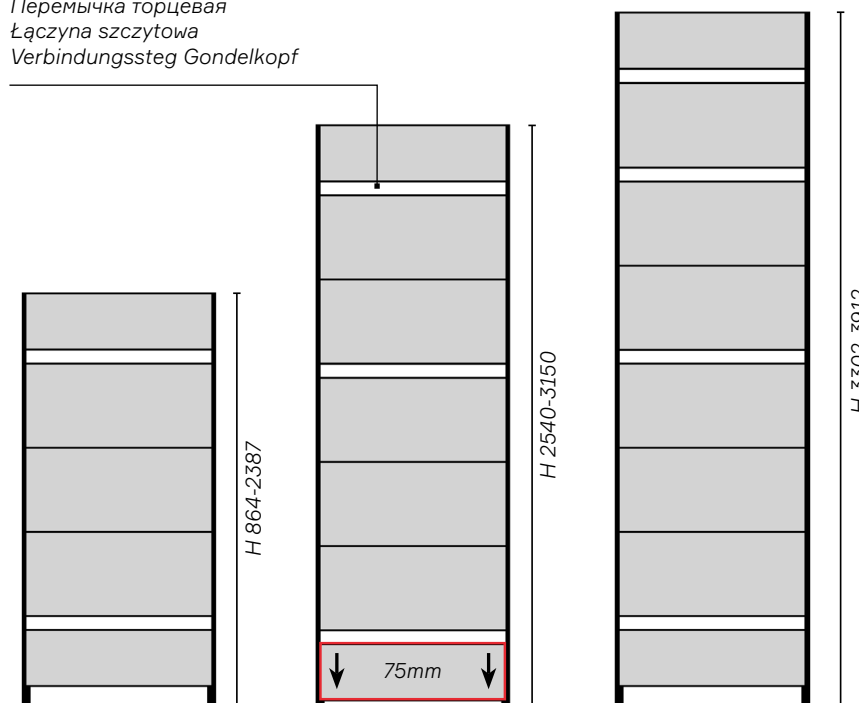 Перемычка торцевая
Łączyna szczytowa
Verbindungssteg Gondelkopf
H 864-2387
H 2540-3150
75mm